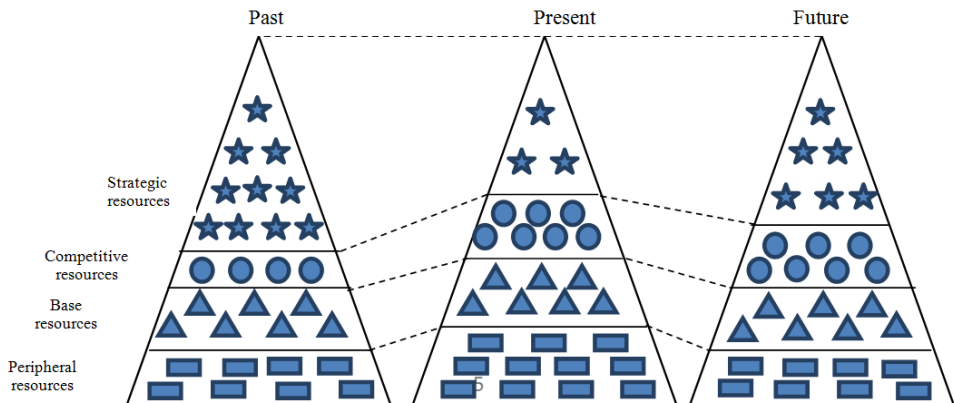 Past
Present
Future
Strategic
resources
Competitive
resources
Base
resources
Peripheral
resources
5